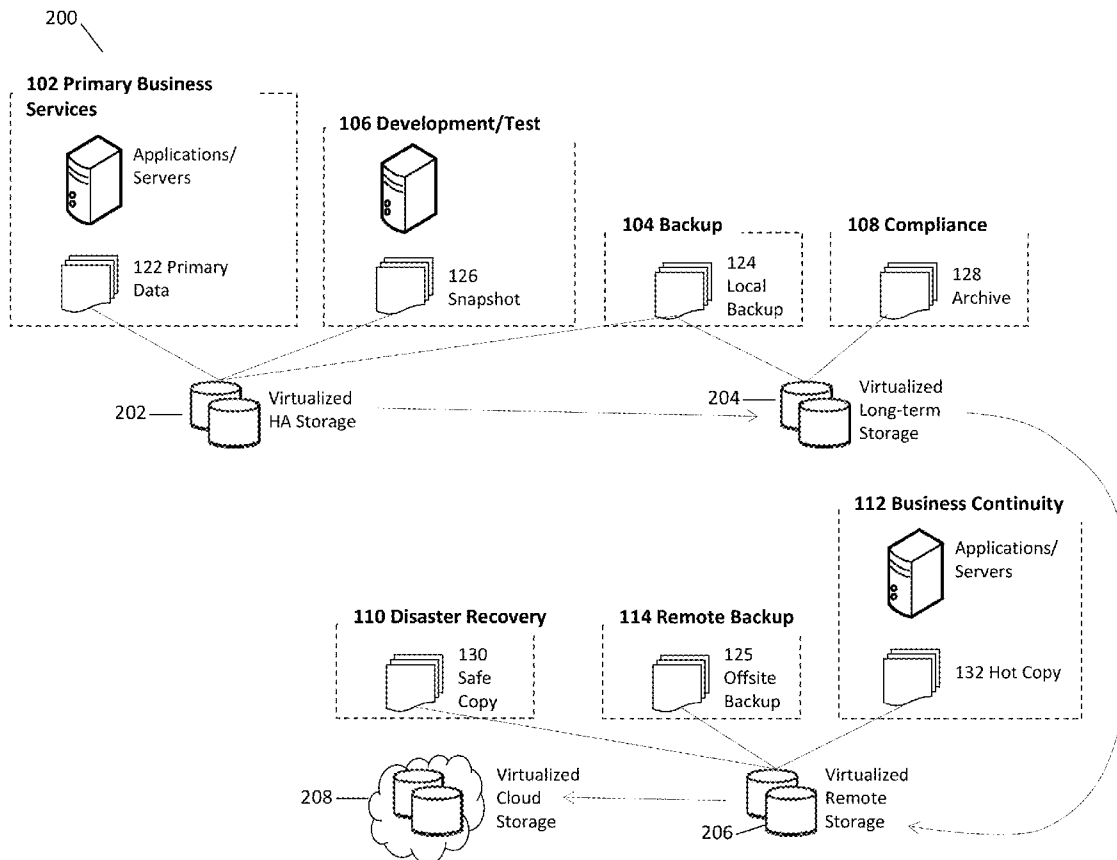 200
102 Primary Business
Services
Applications/
Servers
122 Primary
Data
106 Development/Test
126
Snapshot
104 Backup
124
Local
Backup
108 Compliance
128
Archive
202
Virtualized
HA Storage
204
Virtualized
Long-term
Storage
112 Business Continuity
Applications/
Servers
132 Hot Copy
110 Disaster Recovery
130
Safe
Copy
114 Remote Backup
125
Offsite
Backup
208
Virtualized
Cloud
Storage
206
Virtualized
Remote
Storage